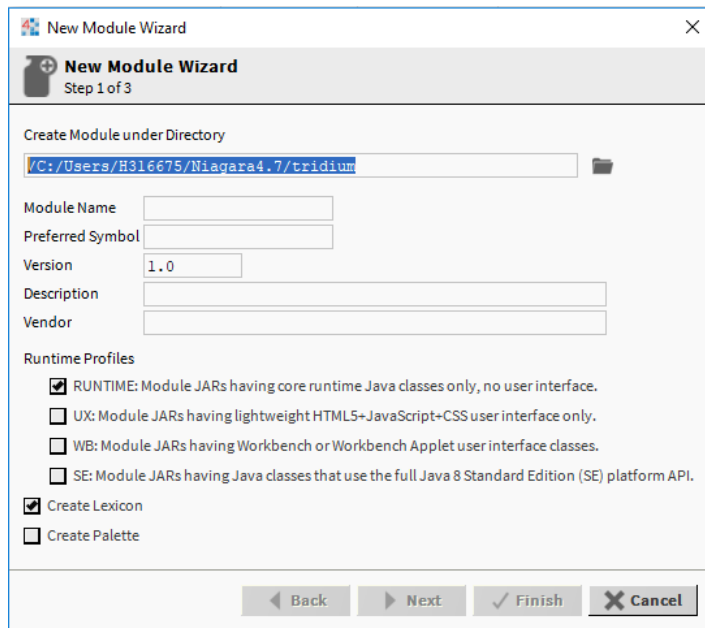 New Module Wizard
New Module Wizard
Step 1 of 3
Create Module under Directory
/C:/Users/H316675/Niagara4.7/tridium
Module Name
Preferred Symbol
Version 1.0
Description
Vendor
Runtime Profiles
RUNTIME: Module JARs having core runtime Java classes only, no user interface.
UX: Module JARs having lightweight HTML5+JavaScript+CSS user interface only.
WB: Module JARs having Workbench or Workbench Applet user interface classes.
SE: Module JARs having Java classes that use the full Java 8 Standard Edition (SE) platform API.
Create Lexicon
Create Palette
Back Next Finish Cancel